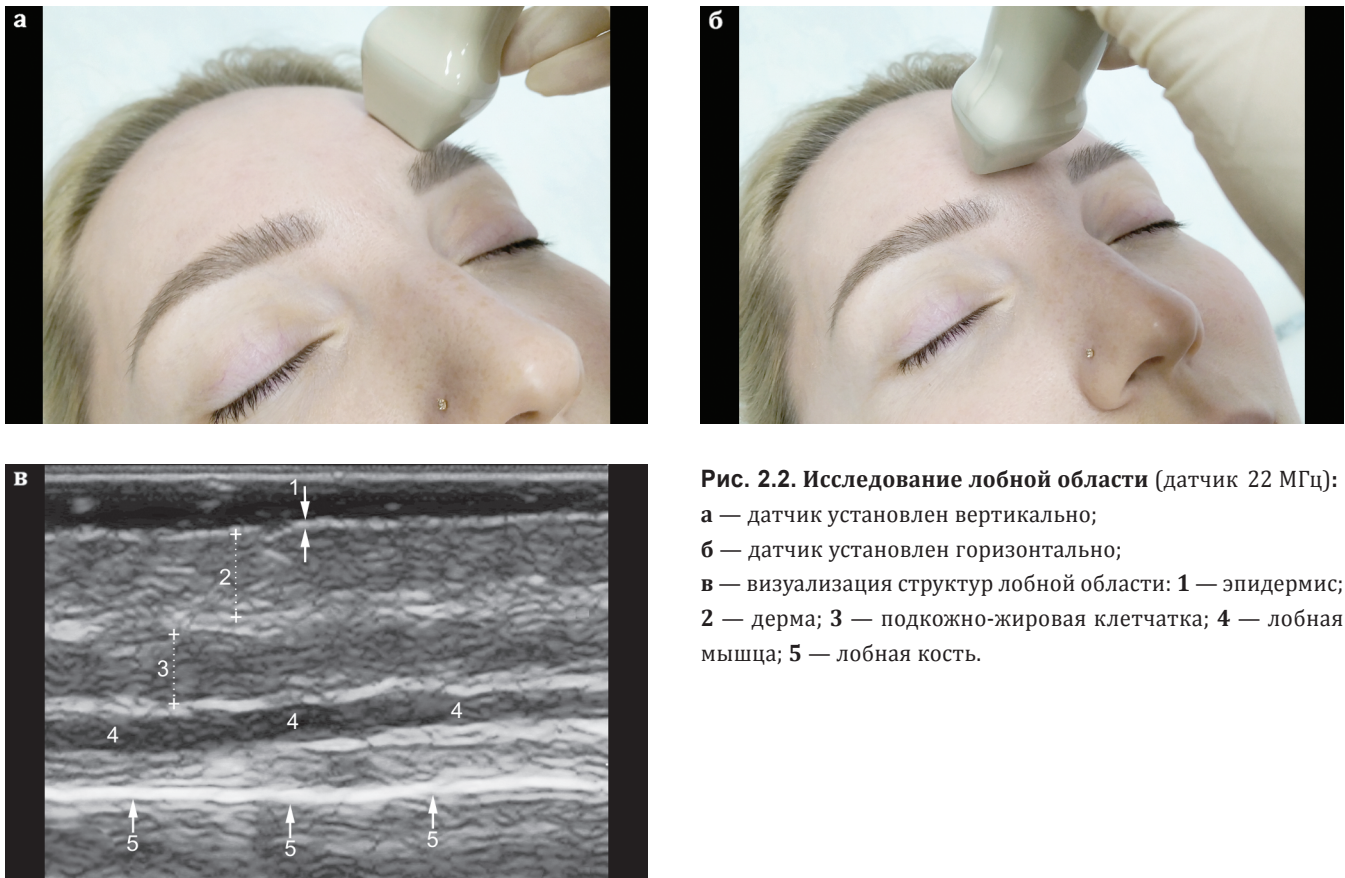 а
б
в
1
2
3
4
4
4
5
5
5
Рис. 2.2. Исследование лобной области (датчик 22 МГц):
а — датчик установлен вертикально;
б — датчик установлен горизонтально;
в — визуализация структур лобной области: 1 — эпидермис;
2 — дерма; 3 — подкожно-жировая клетчатка; 4 — лобная
мышца; 5 — лобная кость.